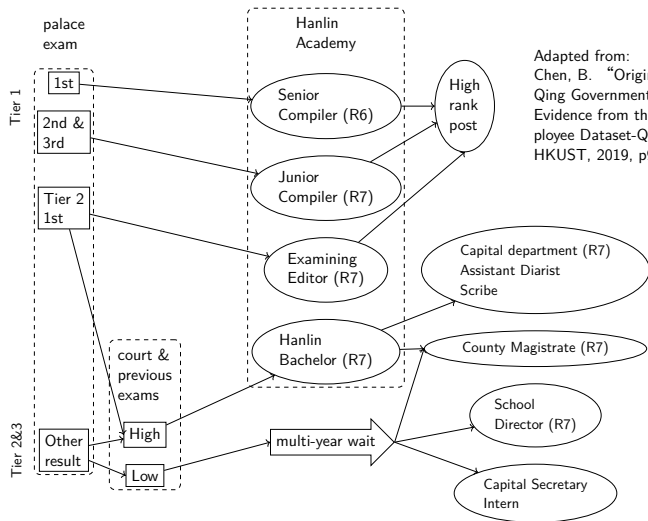 palace
exam
Hanlin
Academy
Tier 1
1st
2nd &
3rd
Tier 2
1st
Senior
Compiler (R6)
Junior
Compiler (R7)
Examining
Editor (R7)
Hanlin
Bachelor (R7)
High
rank
post
Adapted from:
Chen, B. "Origin
Qing Government
Evidence from th
ployee Dataset-Q
HKUST, 2019, p
Capital department (R7)
Assistant Diarist
Scribe
County Magistrate (R7)
court &
previous
exams
High
Low
Tier 2&3
Other
result
multi-year wait
School
Director (R7)
Capital Secretary
Intern